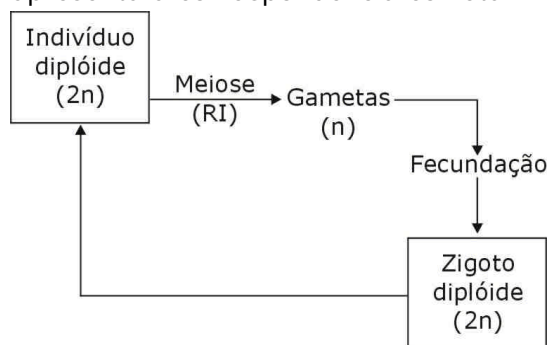 Indivíduo
diplóide
(2n)
Meiose
(RI)
Gametas
(n)
Fecundação
Zigoto
diplóide
(2n)